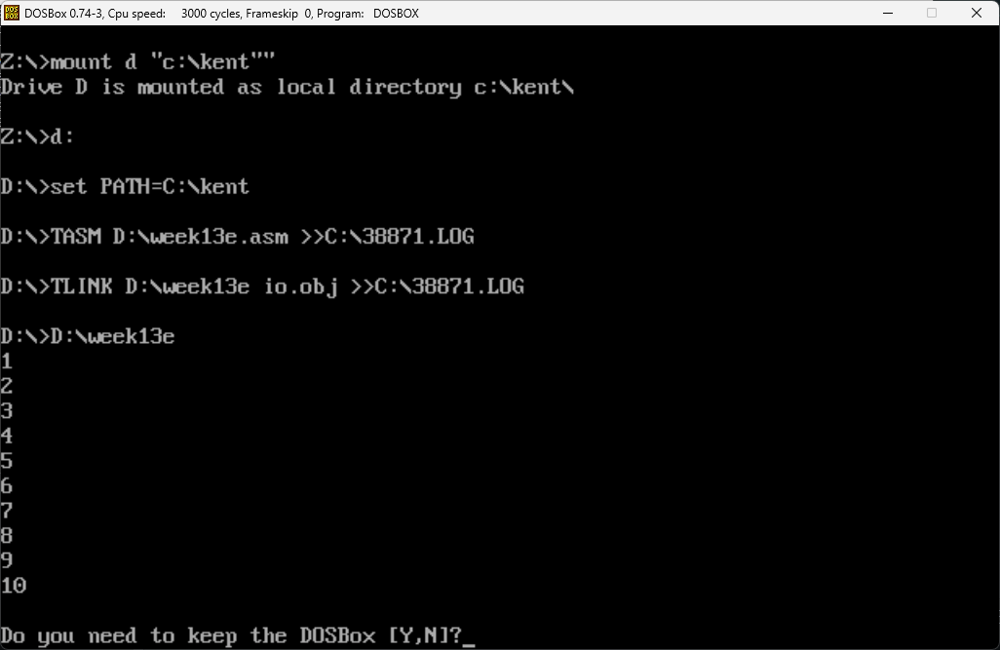 DOSBox 0.74-3, Cpu speed: 3000 cycles, Frameskip 0, Program: DOSBOX
Z:\>mount d "c:\kent""
Drive D is mounted as local directory c:\kent\
Z:\>d:
D:\>set PATH=C:\kent
D:\>TASM D:\week13e.asm >>C:\38871.LOG
D:\>TLINK D:\week13e io.obj >>C:\38871.LOG
D:\>D:\week13e
1
2
3
4
5
6
7
8
9
10
Do you need to keep the DOSBox [Y,N]?_